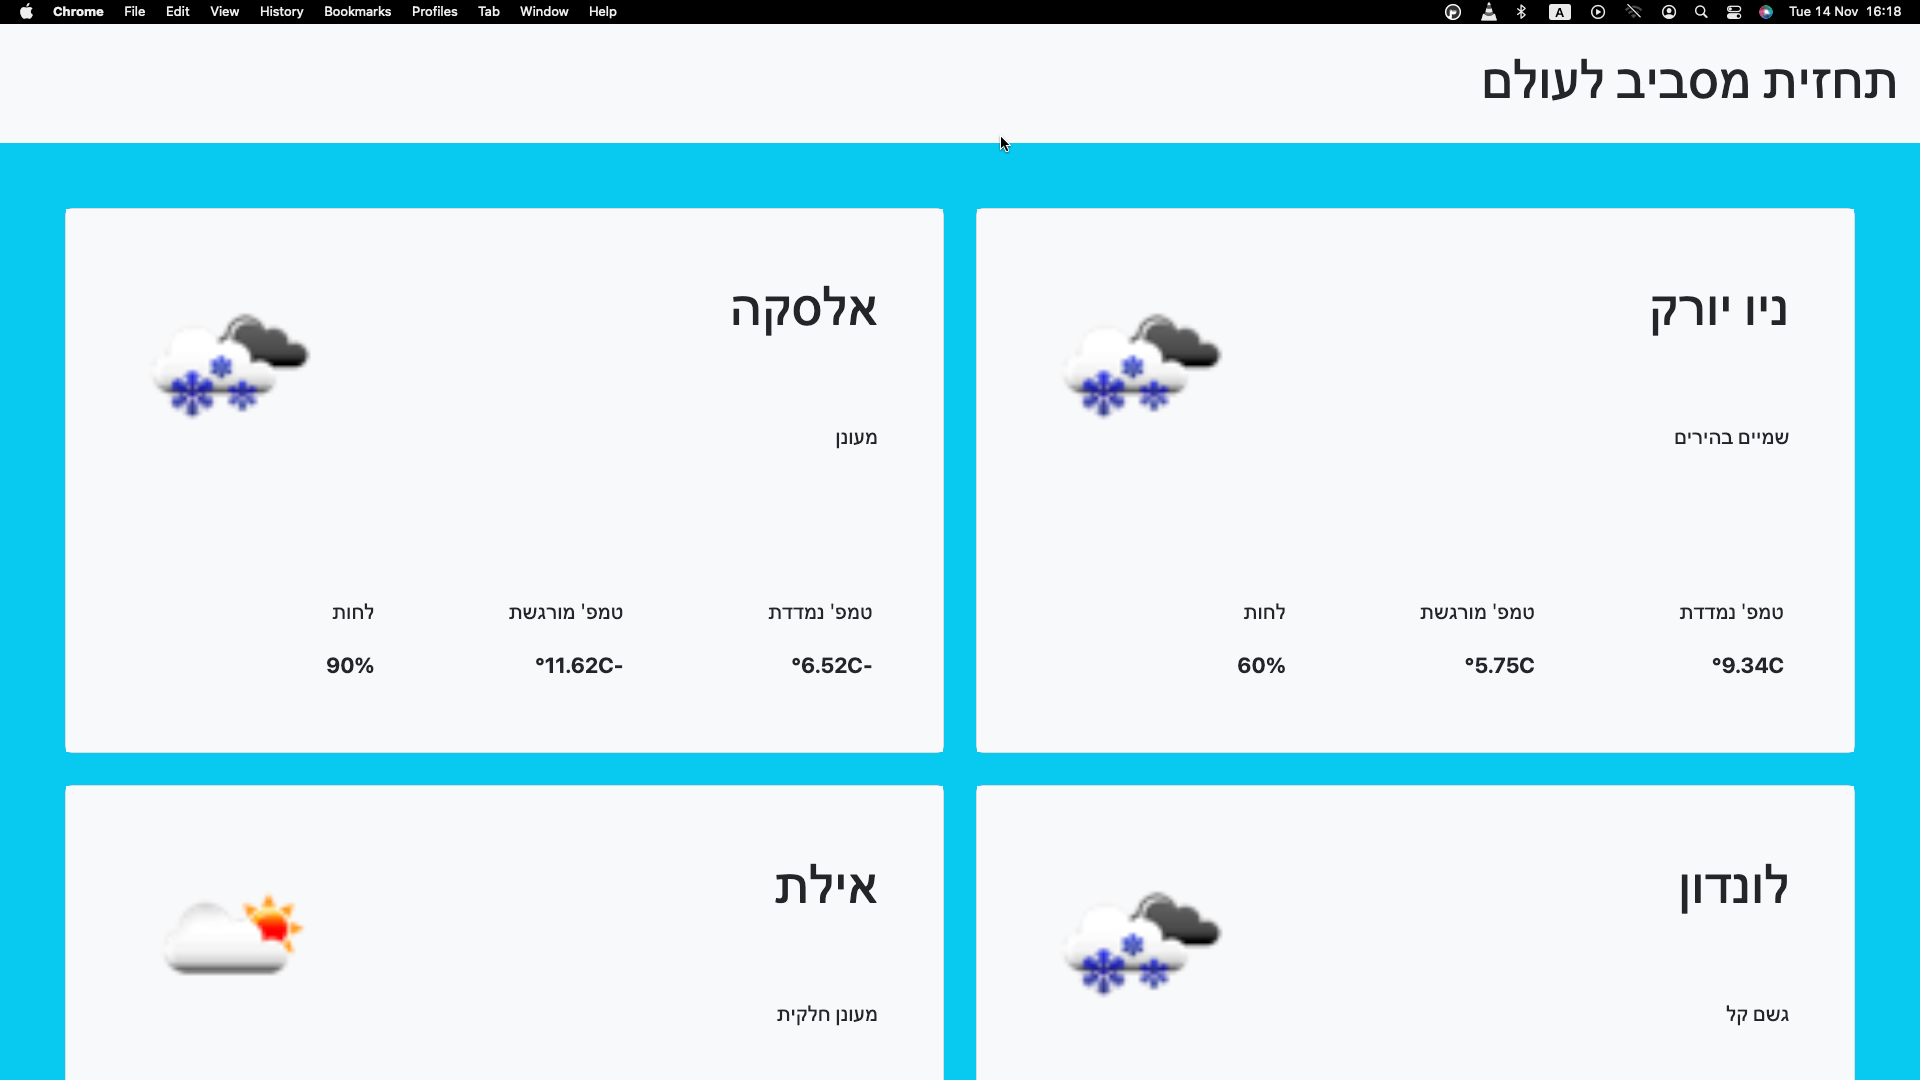 Chrome File Edit View History Bookmarks Profiles Tab Window Help A Tue 14 Nov 16:18
תחזית מסביב לעולם
ניו יורק
שמיים בהירים
טמפ' נמדדת טמפ' מורגשת לחות
°9.34C °5.75C 60%
אלסקה
מעונן
טמפ' נמדדת טמפ' מורגשת לחות
°6.52C- °11.62C- 90%
לונדון
גשם קל
אילת
מעונן חלקית